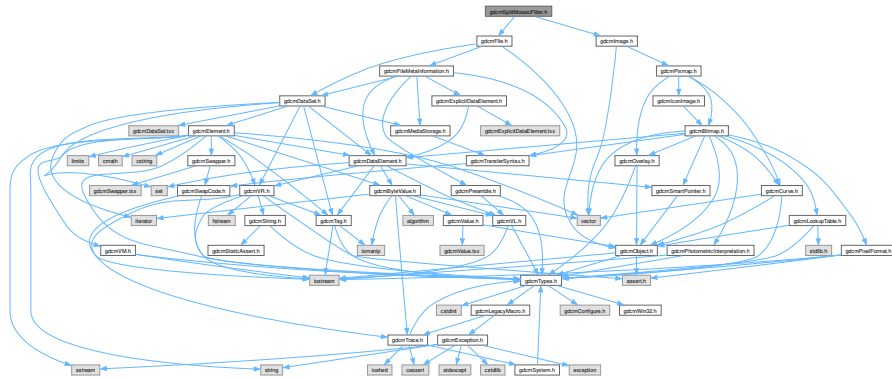 gdcmSplitMosaicFilter.h
gdcmFile.h
gdcmImage.h
gdcmFileMetaInformation.h
gdcmPixmap.h
gdcmDataSet.h
gdcmExplicitDataElement.h
gdcmIconImage.h
gdcmDataSet.txx
gdcmElement.h
gdcmMediaStorage.h
gdcmExplicitDataElement.txx
gdcmBitmap.h
limits
cmath
cstring
gdcmSwapper.h
gdcmDataElement.h
gdcmTransferSyntax.h
gdcmOverlay.h
gdcmSwapper.txx
set
gdcmSwapCode.h
gdcmVR.h
gdcmByteValue.h
gdcmPreamble.h
gdcmSmartPointer.h
gdcmCurve.h
iterator
fstream
gdcmString.h
gdcmTag.h
algorithm
gdcmValue.h
gdcmVL.h
vector
gdcmLookupTable.h
gdcmVM.h
gdcmStaticAssert.h
iomanip
gdcmValue.txx
gdcmObject.h
gdcmPhotometricInterpretation.h
stdlib.h
gdcmPixelFormat.h
iostream
gdcmTypes.h
assert.h
cstdint
gdcmLegacyMacro.h
gdcmConfigure.h
gdcmWin32.h
gdcmTrace.h
gdcmException.h
sstream
string
iosfwd
cassert
stdexcept
cstdlib
gdcmSystem.h
exception